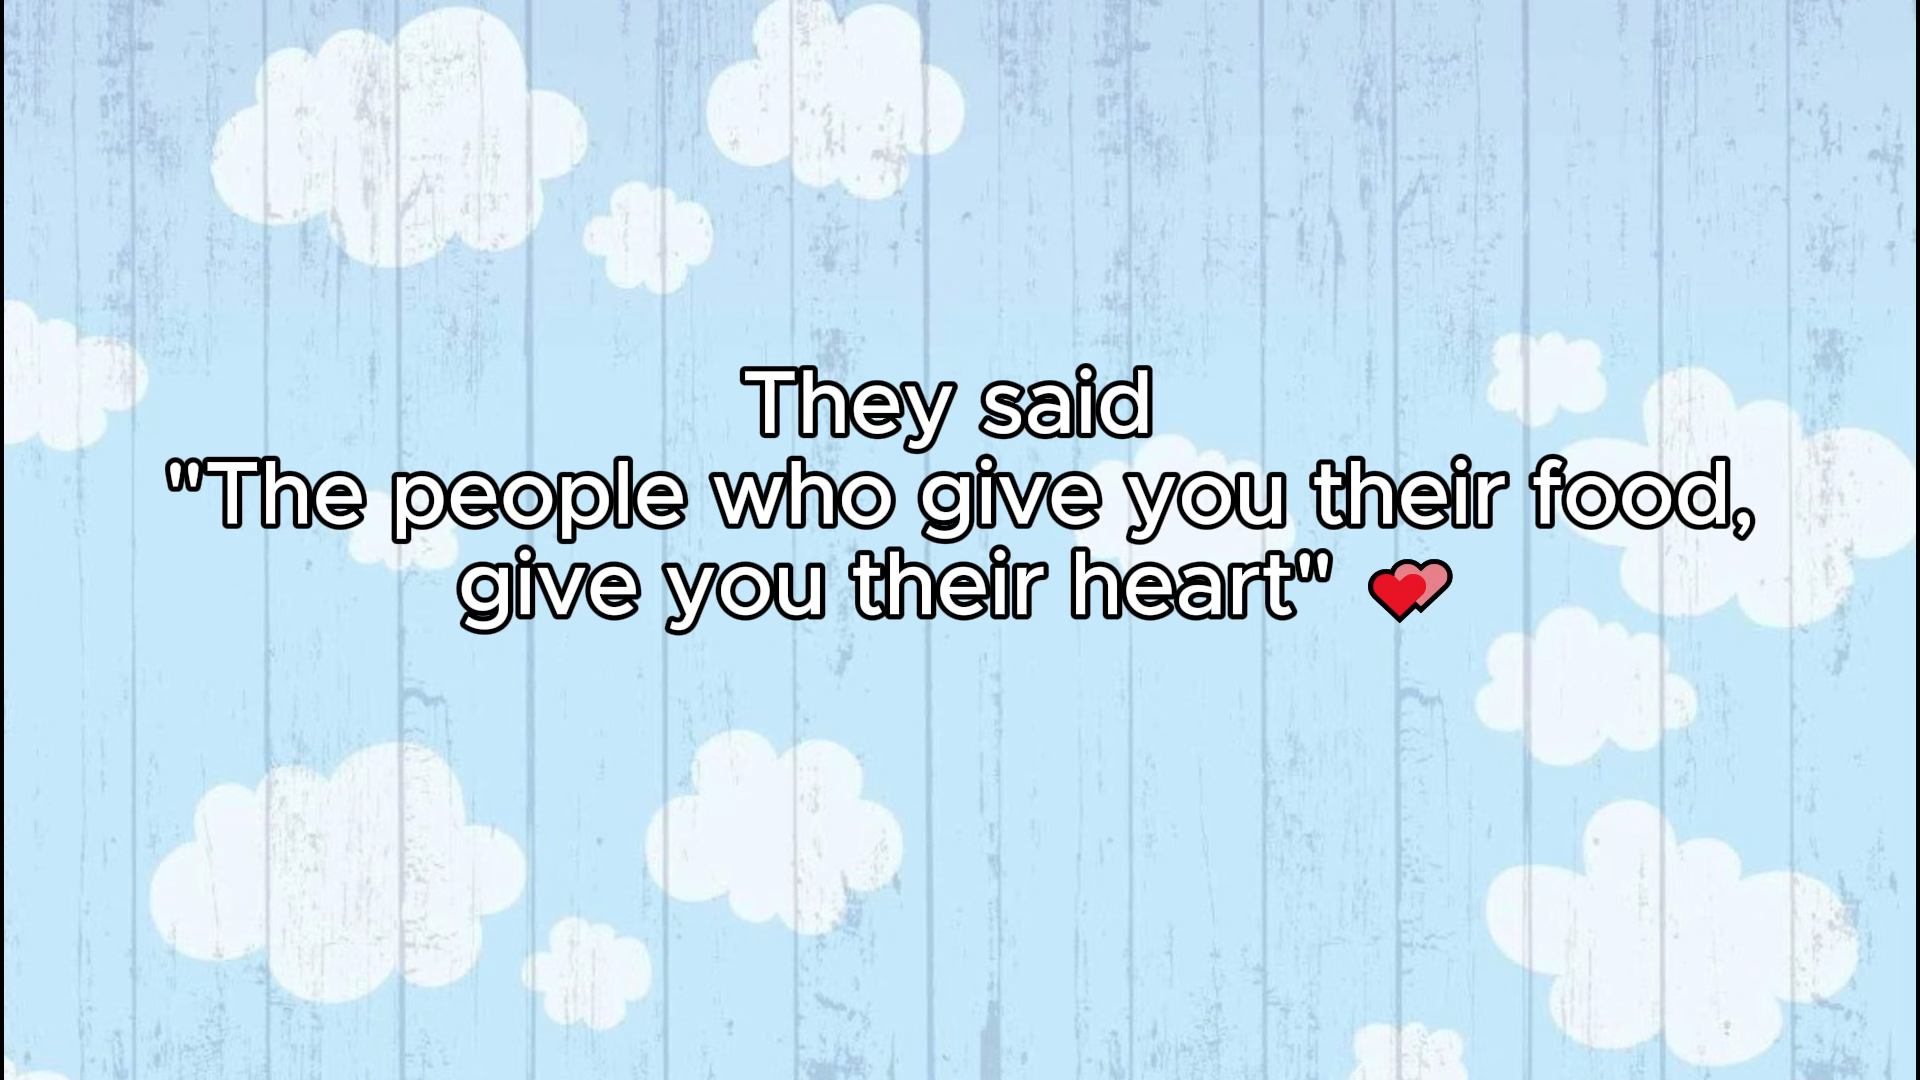 They said
"The people who give you their food,
give you their heart" 💕